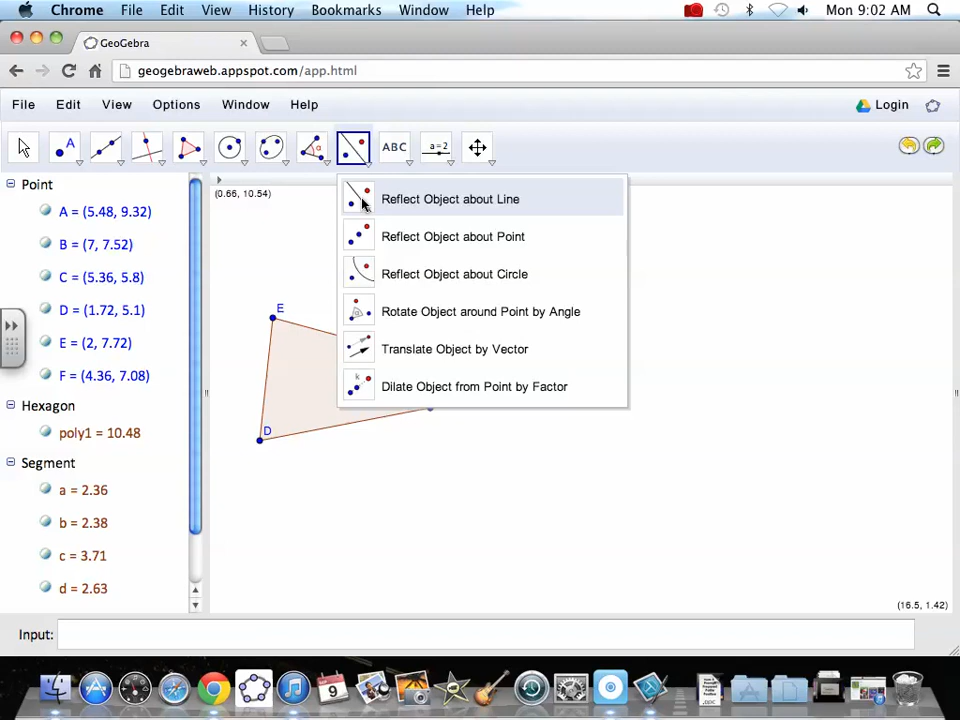 Chrome File Edit View History Bookmarks Window Help Mon 9:02 AM
GeoGebra
geogebraweb.appspot.com/app.html
File Edit View Options Window Help Login
A ABC a=2
Point
(0.66, 10.54)
A = (5.48, 9.32)
B = (7, 7.52)
C = (5.36, 5.8)
D = (1.72, 5.1)
E = (2, 7.72)
F = (4.36, 7.08)
Hexagon
poly1 = 10.48
Segment
a = 2.36
b = 2.38
c = 3.71
d = 2.63
Reflect Object about Line
Reflect Object about Point
Reflect Object about Circle
Rotate Object around Point by Angle
Translate Object by Vector
Dilate Object from Point by Factor
E
D
(16.5, 1.42)
Input: